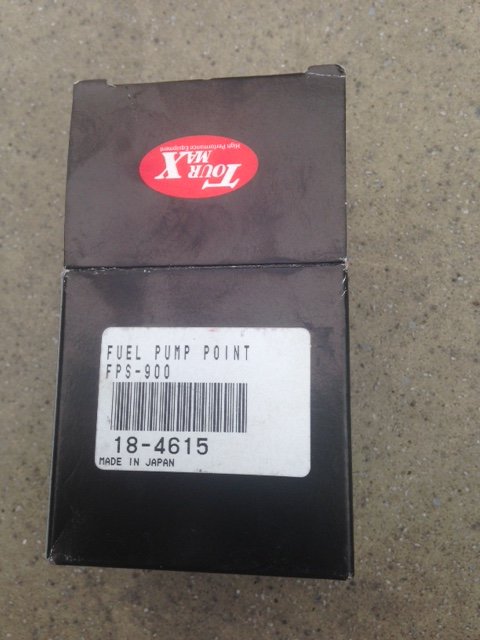 TOUR
MAX
High Performance Equipment
FUEL PUMP POINT
FPS-900
18-4615
MADE IN JAPAN